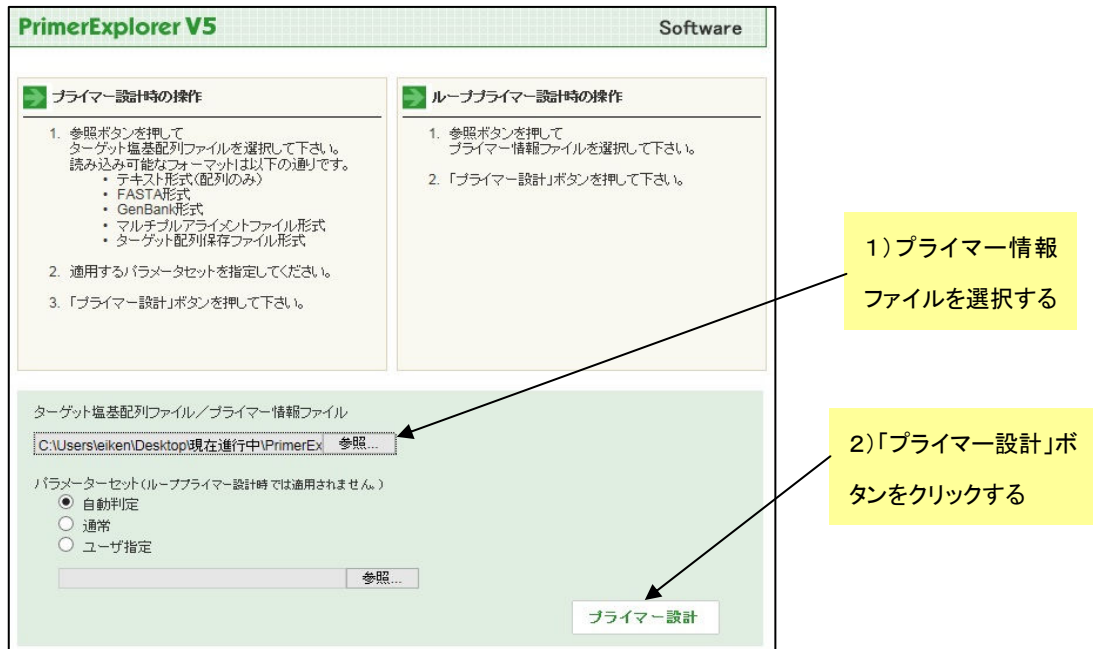 PrimerExplorer V5
Software
プライマー設計時の操作
1. 参照ボタンを押して
ターゲット塩基配列ファイルを選択して下さい。
読み込み可能なフォーマットは以下の通りです。
・ テキスト形式(配列のみ)
・ FASTA形式
・ GenBank形式
・ マルチプルアライメントファイル形式
・ ターゲット配列保存ファイル形式
2. 適用するパラメータセットを指定してください。
3. 「プライマー設計」ボタンを押して下さい。
ループプライマー設計時の操作
1. 参照ボタンを押して
プライマー情報ファイルを選択して下さい。
2. 「プライマー設計」ボタンを押して下さい。
1)プライマー情報
ファイルを選択する
ターゲット塩基配列ファイル／プライマー情報ファイル
C:\Users\eiken\Desktop\現在進行中\PrimerEx 参照...
パラメーターセット(ループプライマー設計時では適用されません。)
自動判定
通常
ユーザ指定
参照...
2)「プライマー設計」ボ
タンをクリックする
プライマー設計